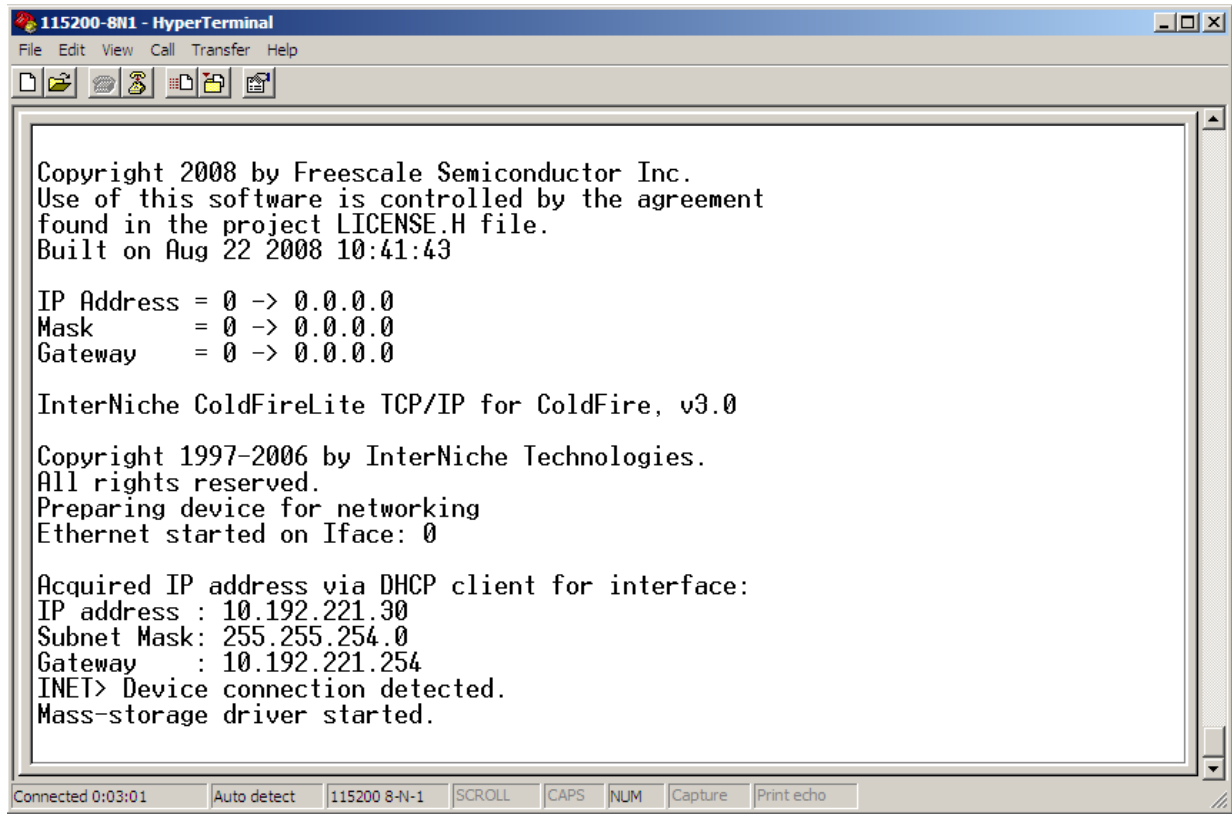 115200-8N1 - HyperTerminal
File Edit View Call Transfer Help
Copyright 2008 by Freescale Semiconductor Inc.
Use of this software is controlled by the agreement
found in the project LICENSE.H file.
Built on Aug 22 2008 10:41:43
IP Address = 0 -> 0.0.0.0
Mask       = 0 -> 0.0.0.0
Gateway    = 0 -> 0.0.0.0
InterNiche ColdFireLite TCP/IP for ColdFire, v3.0
Copyright 1997-2006 by InterNiche Technologies.
All rights reserved.
Preparing device for networking
Ethernet started on Iface: 0
Acquired IP address via DHCP client for interface:
IP address : 10.192.221.30
Subnet Mask: 255.255.254.0
Gateway    : 10.192.221.254
INET> Device connection detected.
Mass-storage driver started.
Connected 0:03:01 Auto detect 115200 8-N-1 SCROLL CAPS NUM Capture Print echo